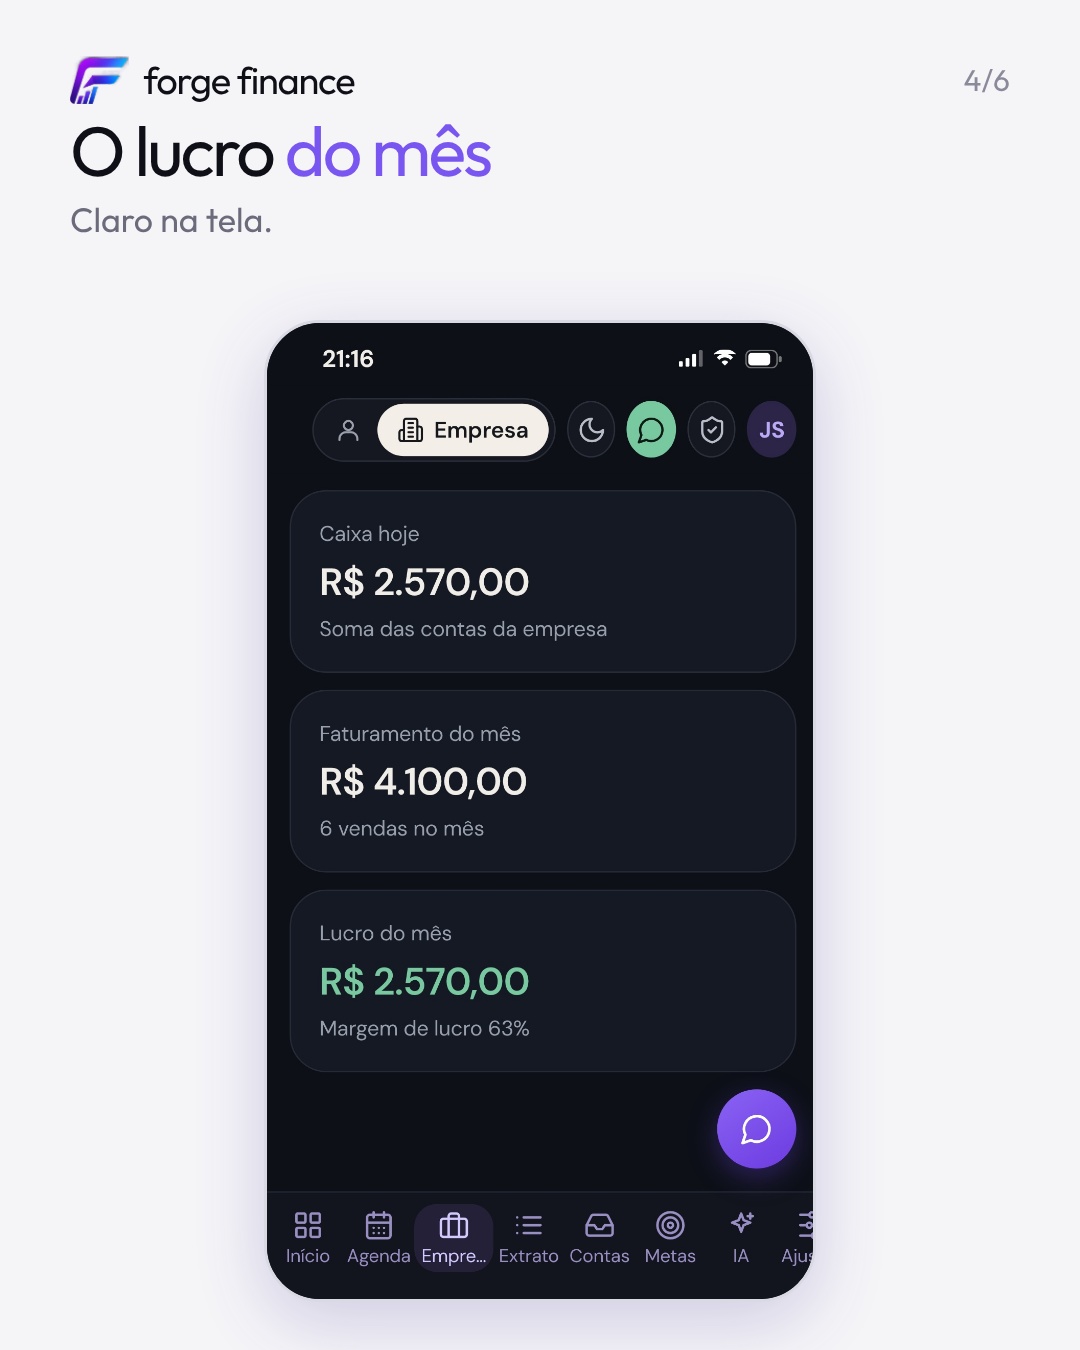 forge finance
4/6
O lucro do mês
Claro na tela.
21:16
Empresa
JS
Caixa hoje
R$ 2.570,00
Soma das contas da empresa
Faturamento do mês
R$ 4.100,00
6 vendas no mês
Lucro do mês
R$ 2.570,00
Margem de lucro 63%
Início Agenda Empre... Extrato Contas Metas IA Ajus